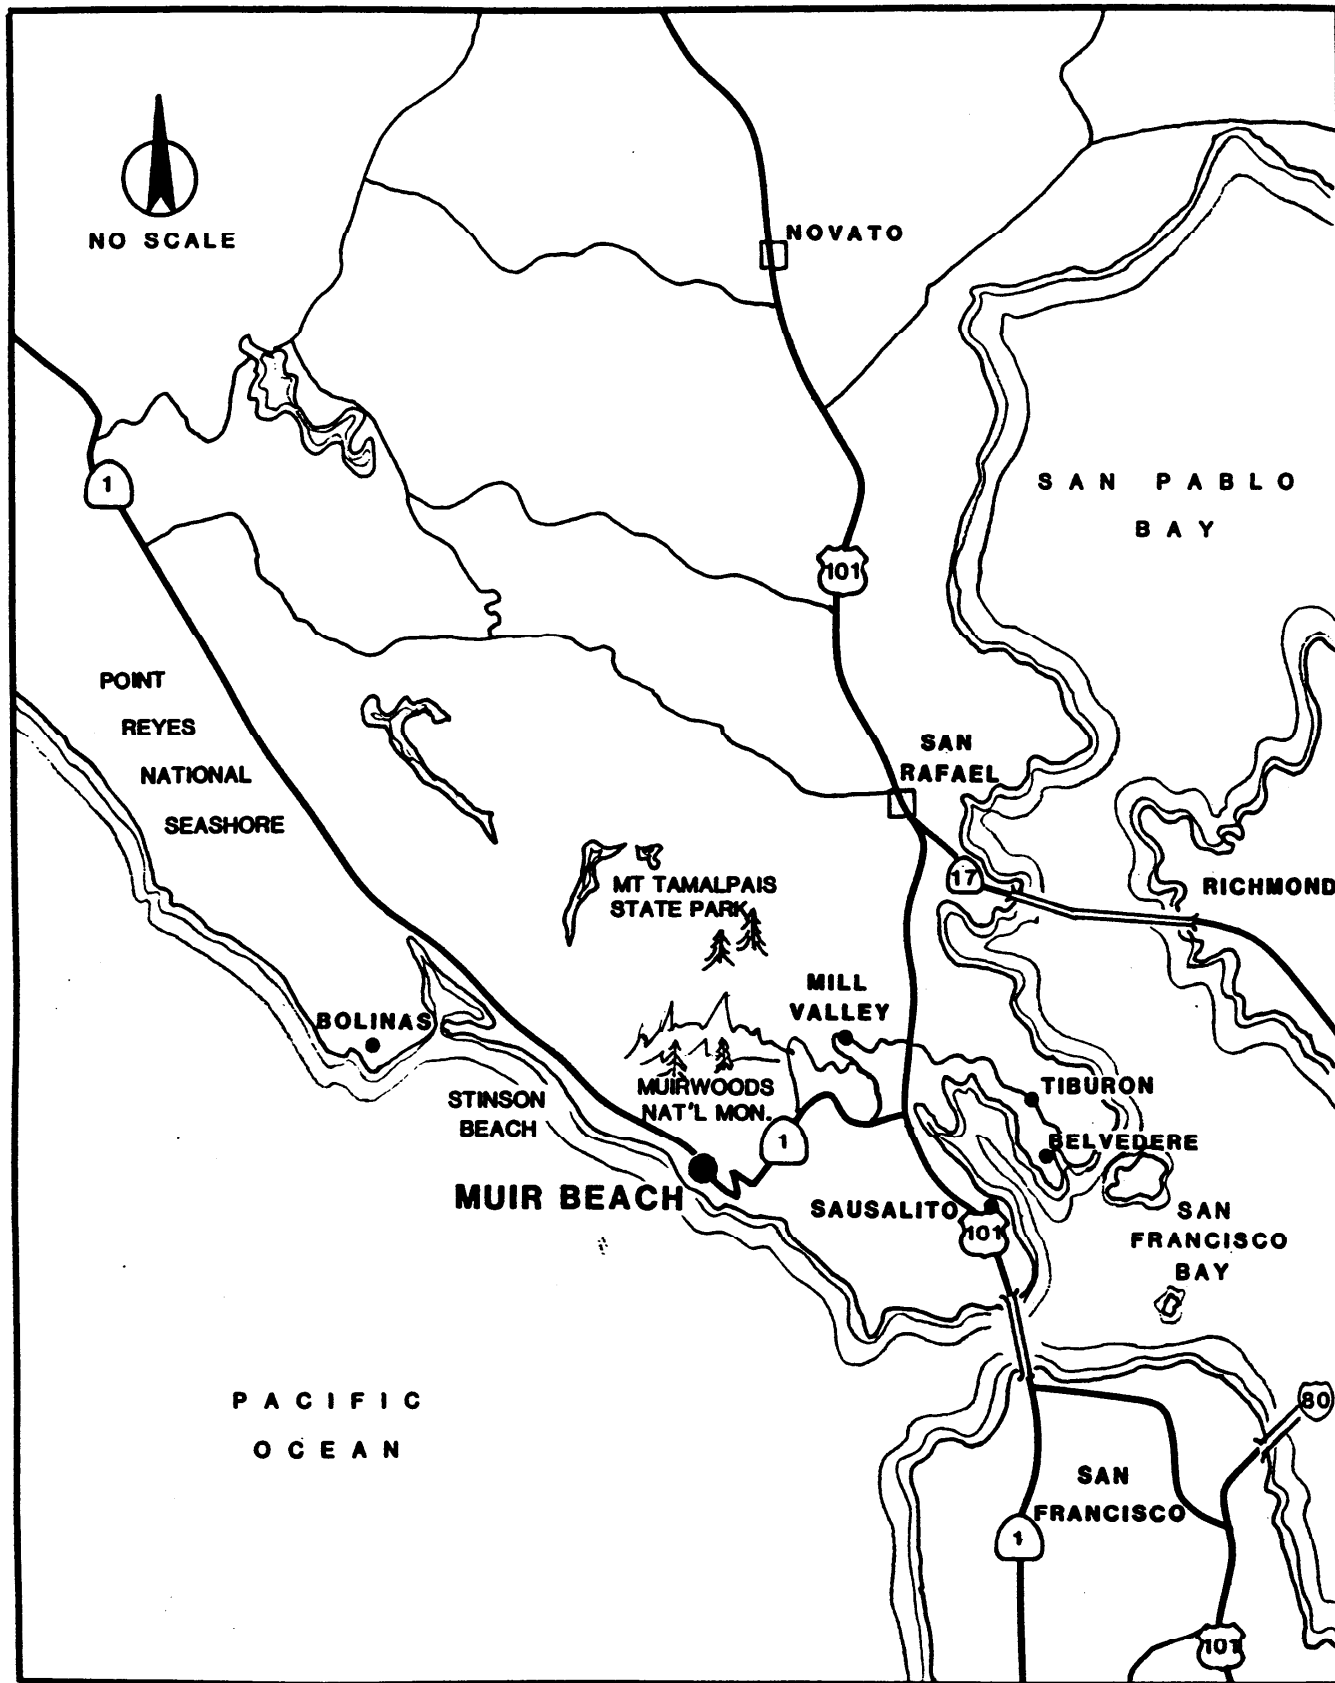 NO SCALE
NOVATO
1
SAN PABLO
BAY
101
POINT
REYES
NATIONAL
SEASHORE
SAN
RAFAEL
17
RICHMOND
MT TAMALPAIS
STATE PARK
MILL
VALLEY
BOLINAS
STINSON
BEACH
MUIRWOODS
NAT'L MON.
TIBURON
1
BELVEDERE
MUIR BEACH
SAUSALITO
101
SAN
FRANCISCO
BAY
PACIFIC
OCEAN
80
SAN
FRANCISCO
1
101